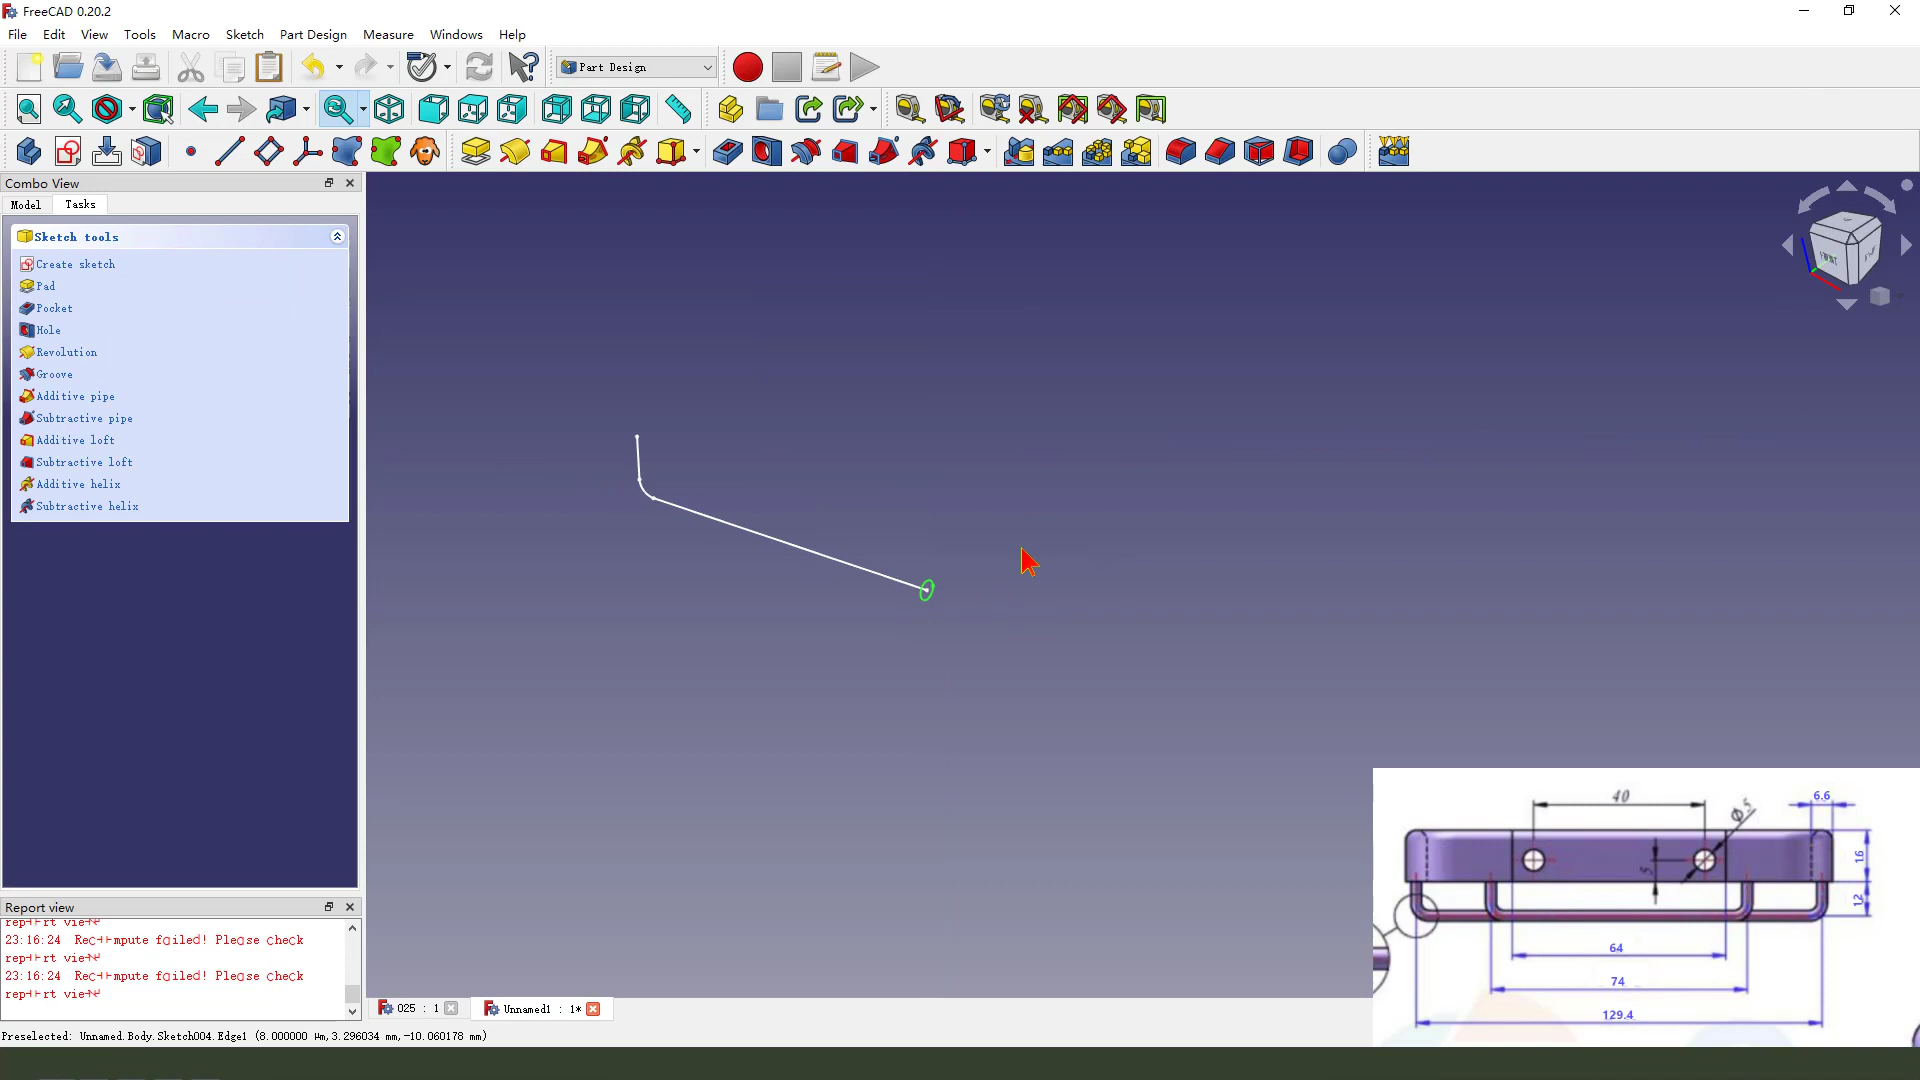 FreeCAD 0.20.2
File Edit View Tools Macro Sketch Part Design Measure Windows Help
Part Design
Combo View
Model Tasks
Sketch tools
Create sketch
Pad
Pocket
Hole
Revolution
Groove
Additive pipe
Subtractive pipe
Additive loft
Subtractive loft
Additive helix
Subtractive helix
Report view
23:16:24
23:16:24
025 : 1
Unnamed1 : 1*
Preselected: Unnamed.Body.Sketch004.Edge1 (8.000000 µm,3.296034 mm,-10.060178 mm)
40
6.6
Ø5
5
16
12
64
74
129.4